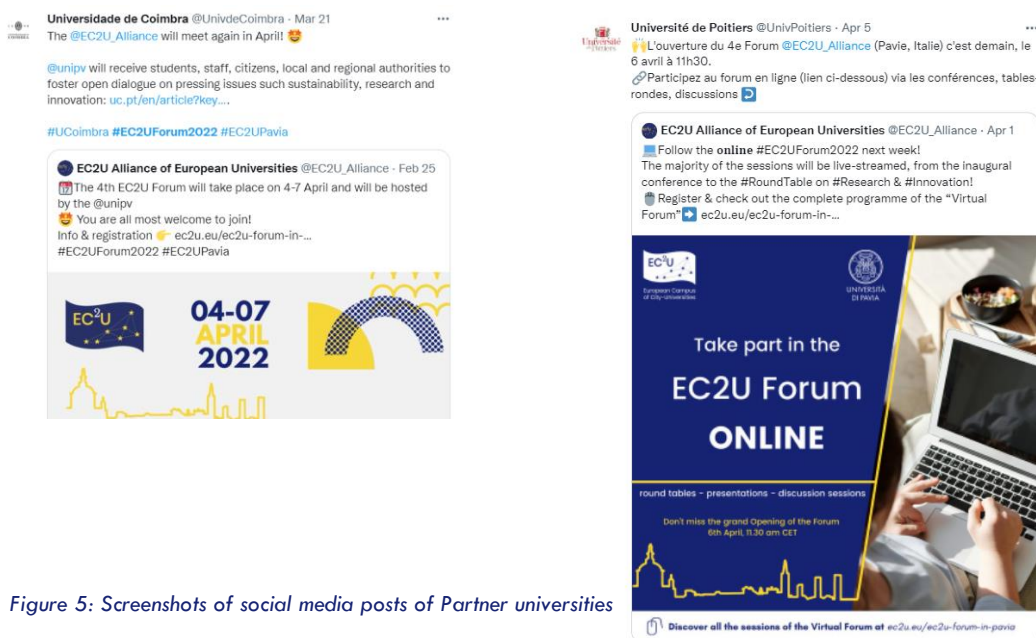 Universidade de Coimbra @UnivdeCoimbra · Mar 21
The @EC2U_Alliance will meet again in April! 🤩
@unipv will receive students, staff, citizens, local and regional authorities to
foster open dialogue on pressing issues such sustainability, research and
innovation: uc.pt/en/article?key....
#UCoimbra #EC2UForum2022 #EC2UPavia
EC2U Alliance of European Universities @EC2U_Alliance · Feb 25
📅The 4th EC2U Forum will take place on 4-7 April and will be hosted
by the @unipv
🤩 You are all most welcome to join!
Info & registration 👉 ec2u.eu/ec2u-forum-in-...
#EC2UForum2022 #EC2UPavia
EC²U
04-07
APRIL
2022
Université de Poitiers @UnivPoitiers · Apr 5
🙌L'ouverture du 4e Forum @EC2U_Alliance (Pavie, Italie) c'est demain, le
6 avril à 11h30.
🔗Participez au forum en ligne (lien ci-dessous) via les conférences, tables-
rondes, discussions ⤵
EC2U Alliance of European Universities @EC2U_Alliance · Apr 1
💻Follow the online #EC2UForum2022 next week!
The majority of the sessions will be live-streamed, from the inaugural
conference to the #RoundTable on #Research & #Innovation!
🖱Register & check out the complete programme of the “Virtual
Forum”➡ ec2u.eu/ec2u-forum-in-...
EC²U
European Campus
of City-Universities
UNIVERSITÀ
DI PAVIA
Take part in the
EC2U Forum
ONLINE
round tables - presentations - discussion sessions
Don't miss the grand Opening of the Forum
6th April, 11.30 am CET
Discover all the sessions of the Virtual Forum at ec2u.eu/ec2u-forum-in-pavia
Figure 5: Screenshots of social media posts of Partner universities